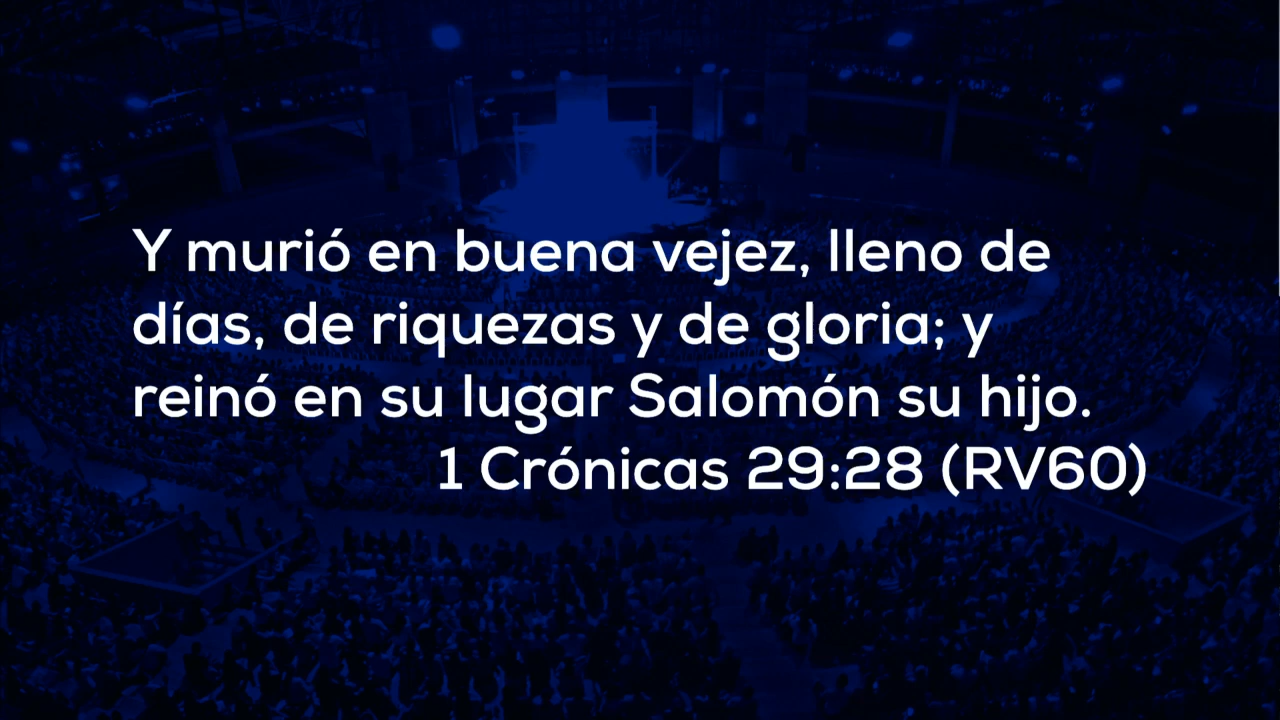 Y murió en buena vejez, lleno de
días, de riquezas y de gloria; y
reinó en su lugar Salomón su hijo.
1 Crónicas 29:28 (RV60)